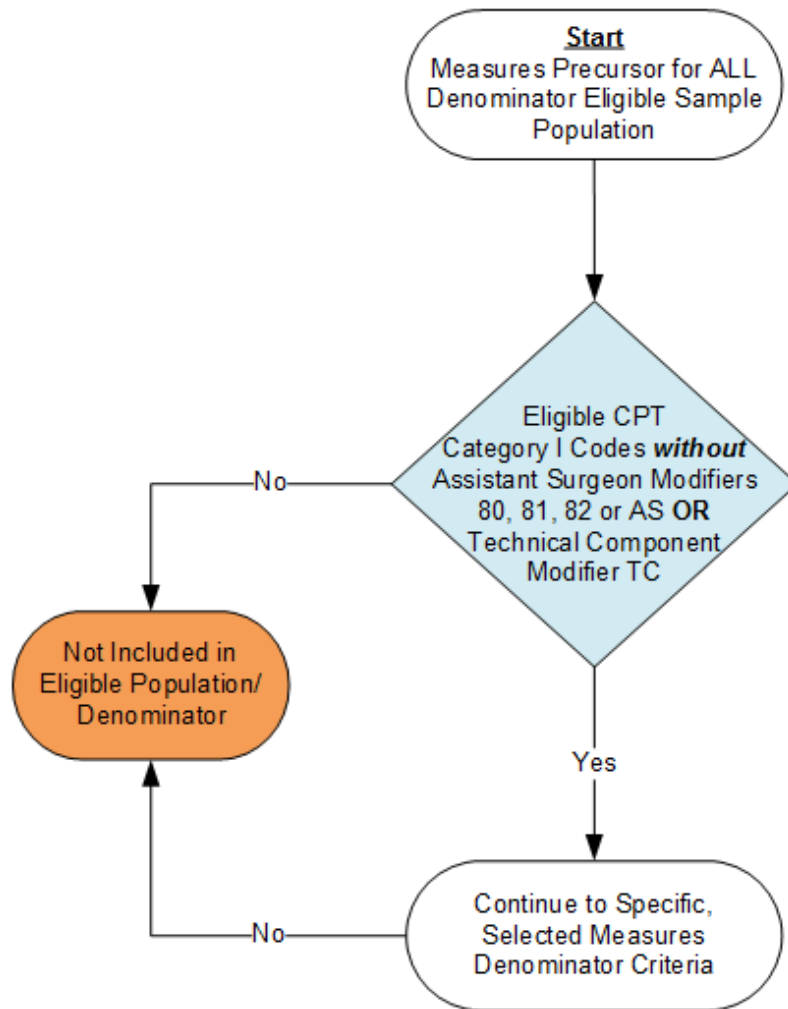 Start
Measures Precursor for ALL
Denominator Eligible Sample
Population
Eligible CPT
Category I Codes without
Assistant Surgeon Modifiers
80, 81, 82 or AS OR
Technical Component
Modifier TC
No
Not Included in
Eligible Population/
Denominator
Yes
Continue to Specific,
Selected Measures
Denominator Criteria
No